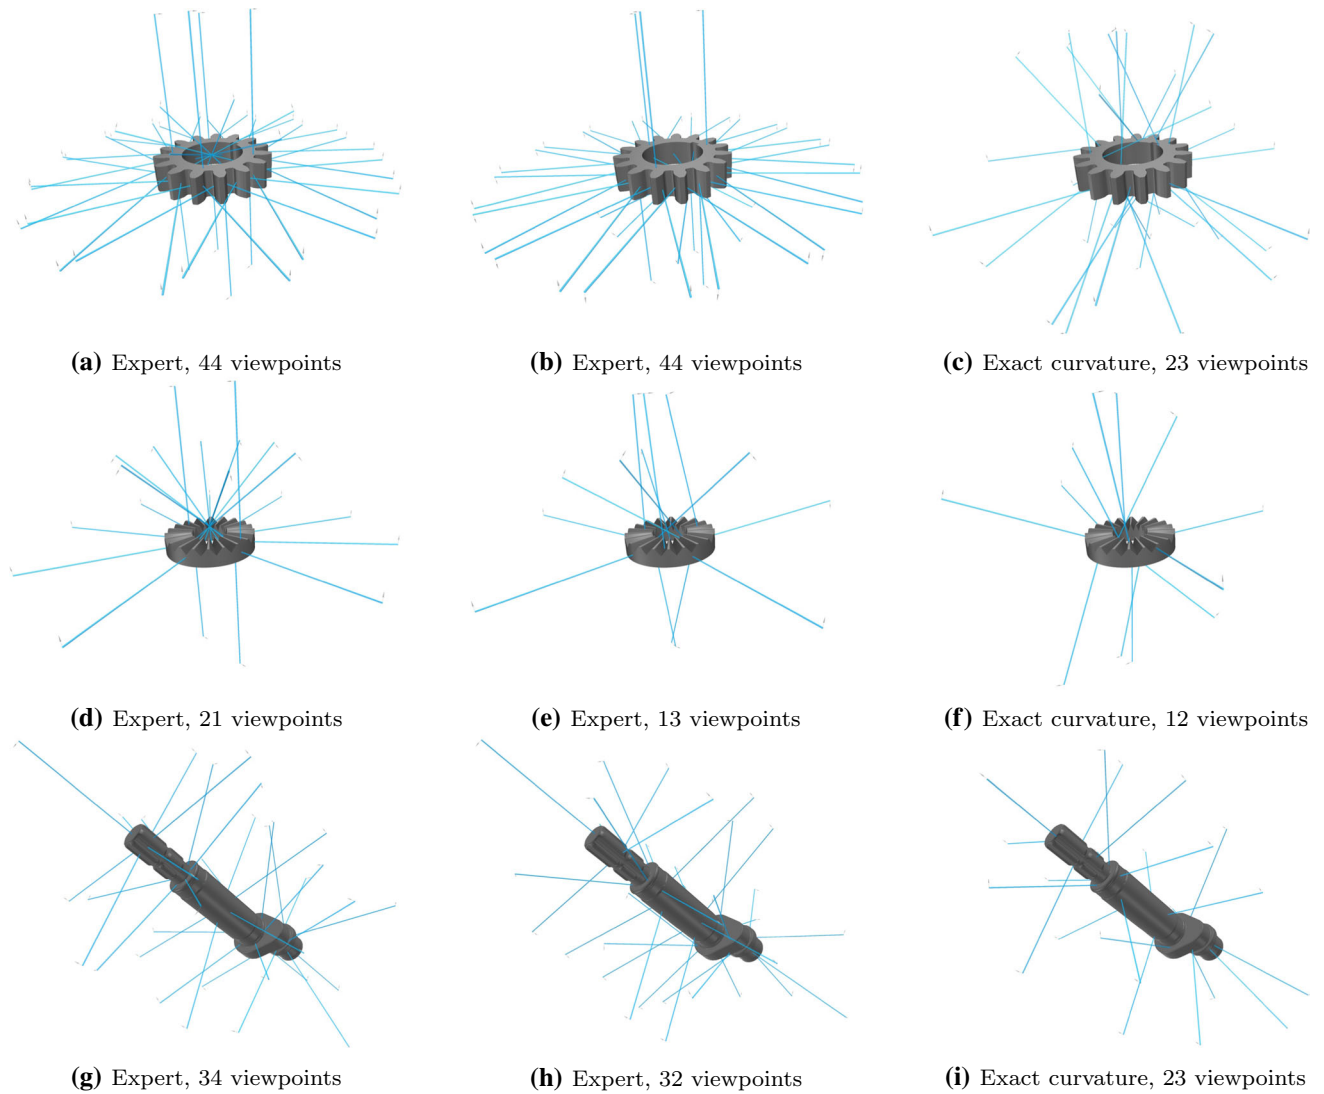 (a) Expert, 44 viewpoints
(b) Expert, 44 viewpoints
(c) Exact curvature, 23 viewpoints
(d) Expert, 21 viewpoints
(e) Expert, 13 viewpoints
(f) Exact curvature, 12 viewpoints
(g) Expert, 34 viewpoints
(h) Expert, 32 viewpoints
(i) Exact curvature, 23 viewpoints